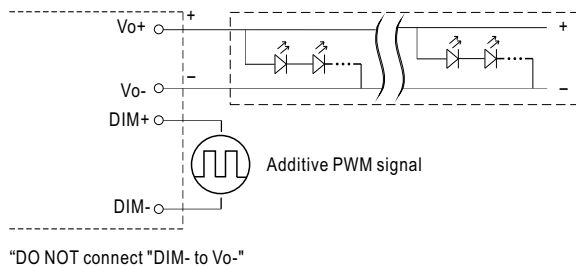 Vo+
+
+
Vo-
−
−
DIM+
Additive PWM signal
DIM-
“DO NOT connect "DIM- to Vo-"